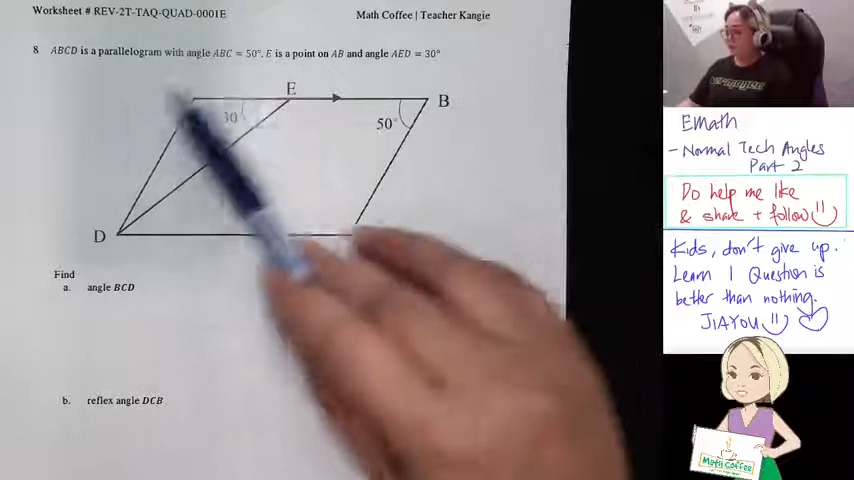 Worksheet # REV-2T-TAQ-QUAD-0001E
Math Coffee | Teacher Kangie
8 ABCD is a parallelogram with angle ABC = 50°. E is a point on AB and angle AED = 30°
E
B
30
50°
D
Find
a. angle BCD
b. reflex angle DCB
EMath
- Normal Tech Angles
Part 2
Do help me like
& share + follow
Kids, don't give up.
Learn 1 Question is
better than nothing.
JIAYOU
Math Coffee